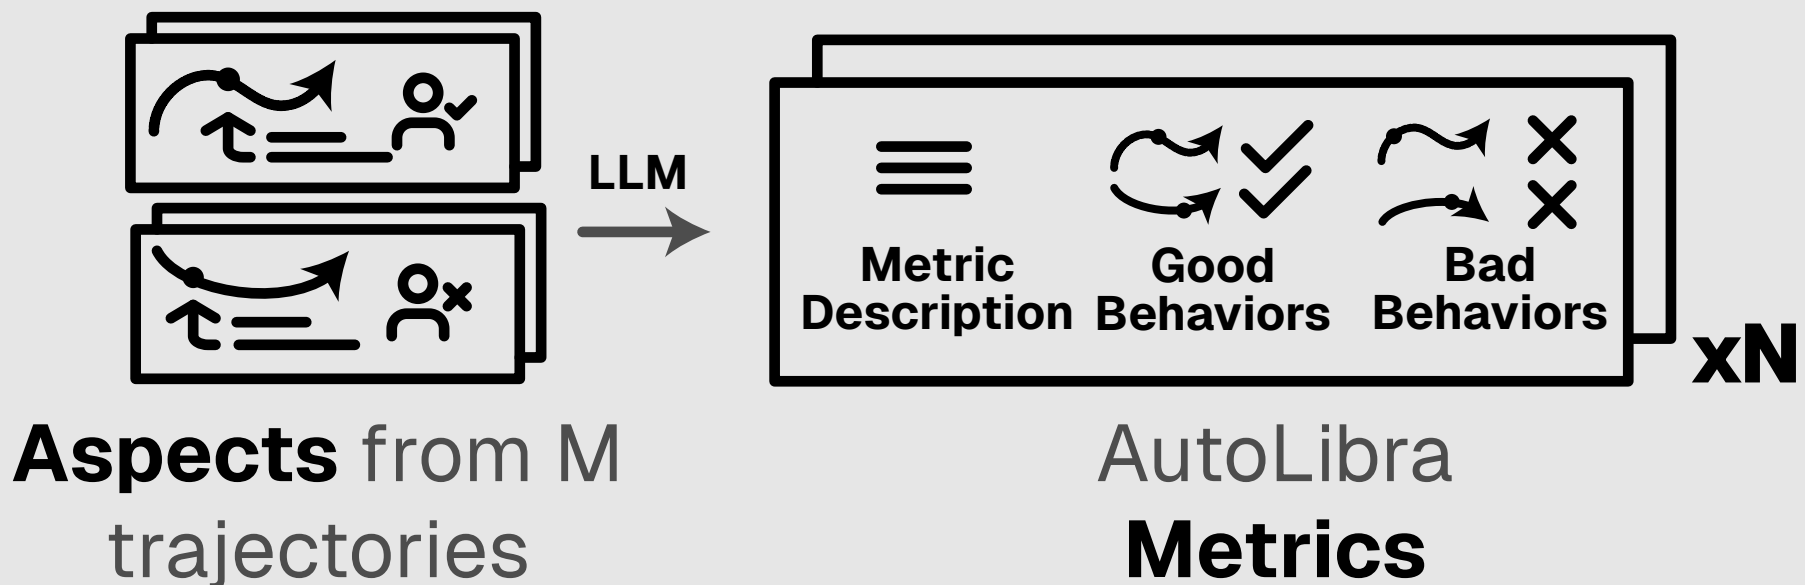 LLM
Metric
Description
Good
Behaviors
Bad
Behaviors
xN
Aspects from M
trajectories
AutoLibra
Metrics